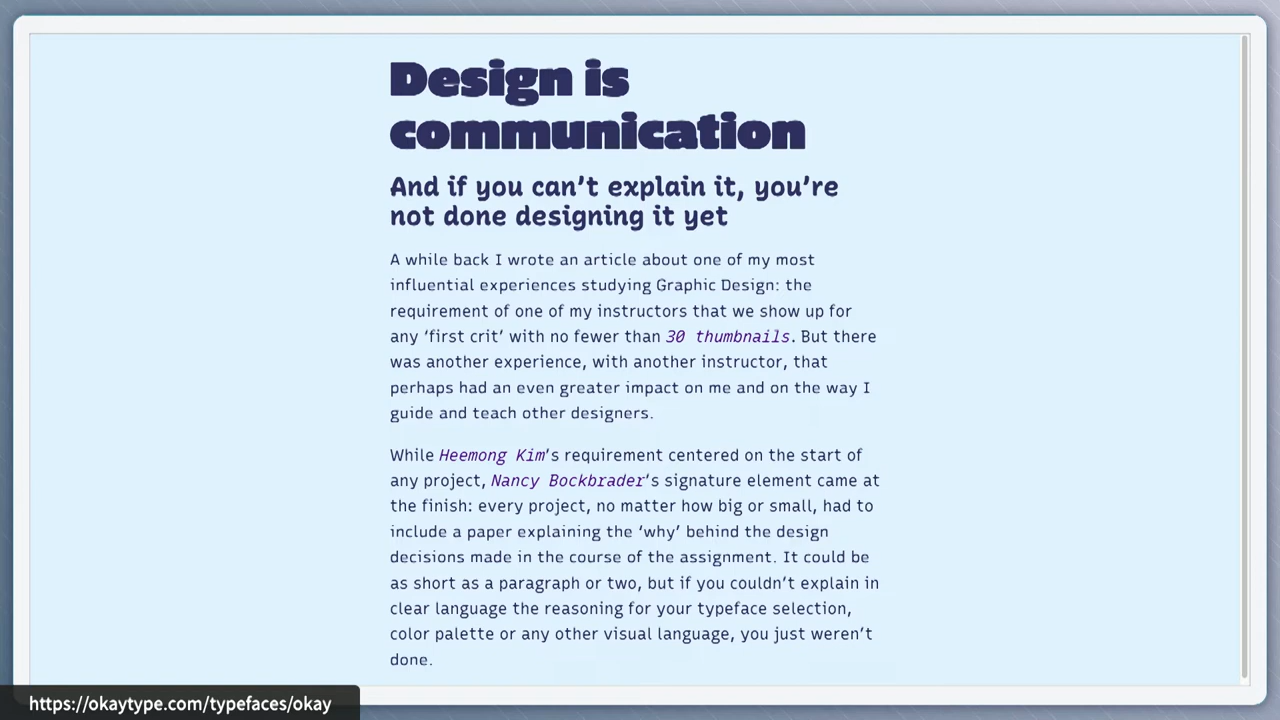 Design is
communication
And if you can’t explain it, you’re
not done designing it yet
A while back I wrote an article about one of my most
influential experiences studying Graphic Design: the
requirement of one of my instructors that we show up for
any ‘first crit’ with no fewer than 30 thumbnails. But there
was another experience, with another instructor, that
perhaps had an even greater impact on me and on the way I
guide and teach other designers.
While Heemong Kim’s requirement centered on the start of
any project, Nancy Bockbrader’s signature element came at
the finish: every project, no matter how big or small, had to
include a paper explaining the ‘why’ behind the design
decisions made in the course of the assignment. It could be
as short as a paragraph or two, but if you couldn’t explain in
clear language the reasoning for your typeface selection,
color palette or any other visual language, you just weren’t
done.
https://okaytype.com/typefaces/okay